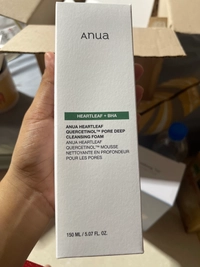 ANUA
HEARTLEAF + BHA
ANUA HEARTLEAF
QUERCETINOL™ PORE DEEP
CLEANSING FOAM
ANUA HEARTLEAF
QUERCETINOL™ MOUSSE
NETTOYANTE EN PROFONDEUR
POUR LES PORES
150 ML / 5.07 FL. OZ.